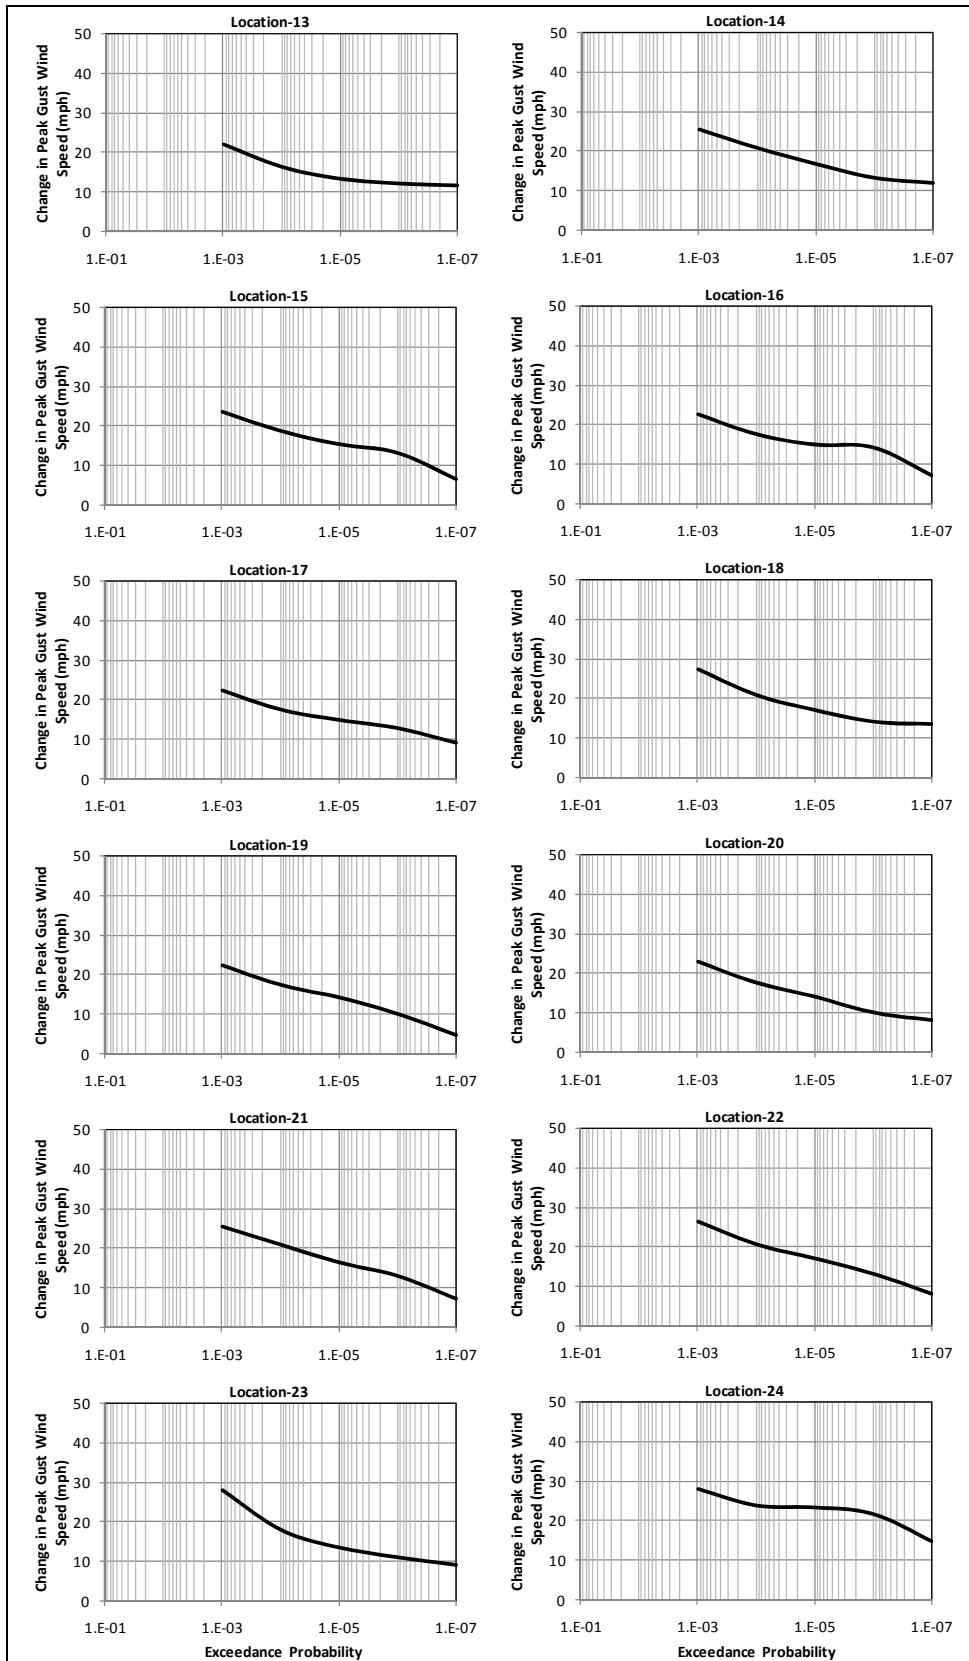 Location-13
Change in Peak Gust Wind
Speed (mph)
50
40
30
20
10
0
1.E-01 1.E-03 1.E-05 1.E-07
Location-14
Change in Peak Gust Wind
Speed (mph)
50
40
30
20
10
0
1.E-01 1.E-03 1.E-05 1.E-07
Location-15
Change in Peak Gust Wind
Speed (mph)
50
40
30
20
10
0
1.E-01 1.E-03 1.E-05 1.E-07
Location-16
Change in Peak Gust Wind
Speed (mph)
50
40
30
20
10
0
1.E-01 1.E-03 1.E-05 1.E-07
Location-17
Change in Peak Gust Wind
Speed (mph)
50
40
30
20
10
0
1.E-01 1.E-03 1.E-05 1.E-07
Location-18
Change in Peak Gust Wind
Speed (mph)
50
40
30
20
10
0
1.E-01 1.E-03 1.E-05 1.E-07
Location-19
Change in Peak Gust Wind
Speed (mph)
50
40
30
20
10
0
1.E-01 1.E-03 1.E-05 1.E-07
Location-20
Change in Peak Gust Wind
Speed (mph)
50
40
30
20
10
0
1.E-01 1.E-03 1.E-05 1.E-07
Location-21
Change in Peak Gust Wind
Speed (mph)
50
40
30
20
10
0
1.E-01 1.E-03 1.E-05 1.E-07
Location-22
Change in Peak Gust Wind
Speed (mph)
50
40
30
20
10
0
1.E-01 1.E-03 1.E-05 1.E-07
Location-23
Change in Peak Gust Wind
Speed (mph)
50
40
30
20
10
0
1.E-01 1.E-03 1.E-05 1.E-07
Exceedance Probability
Location-24
Change in Peak Gust Wind
Speed (mph)
50
40
30
20
10
0
1.E-01 1.E-03 1.E-05 1.E-07
Exceedance Probability